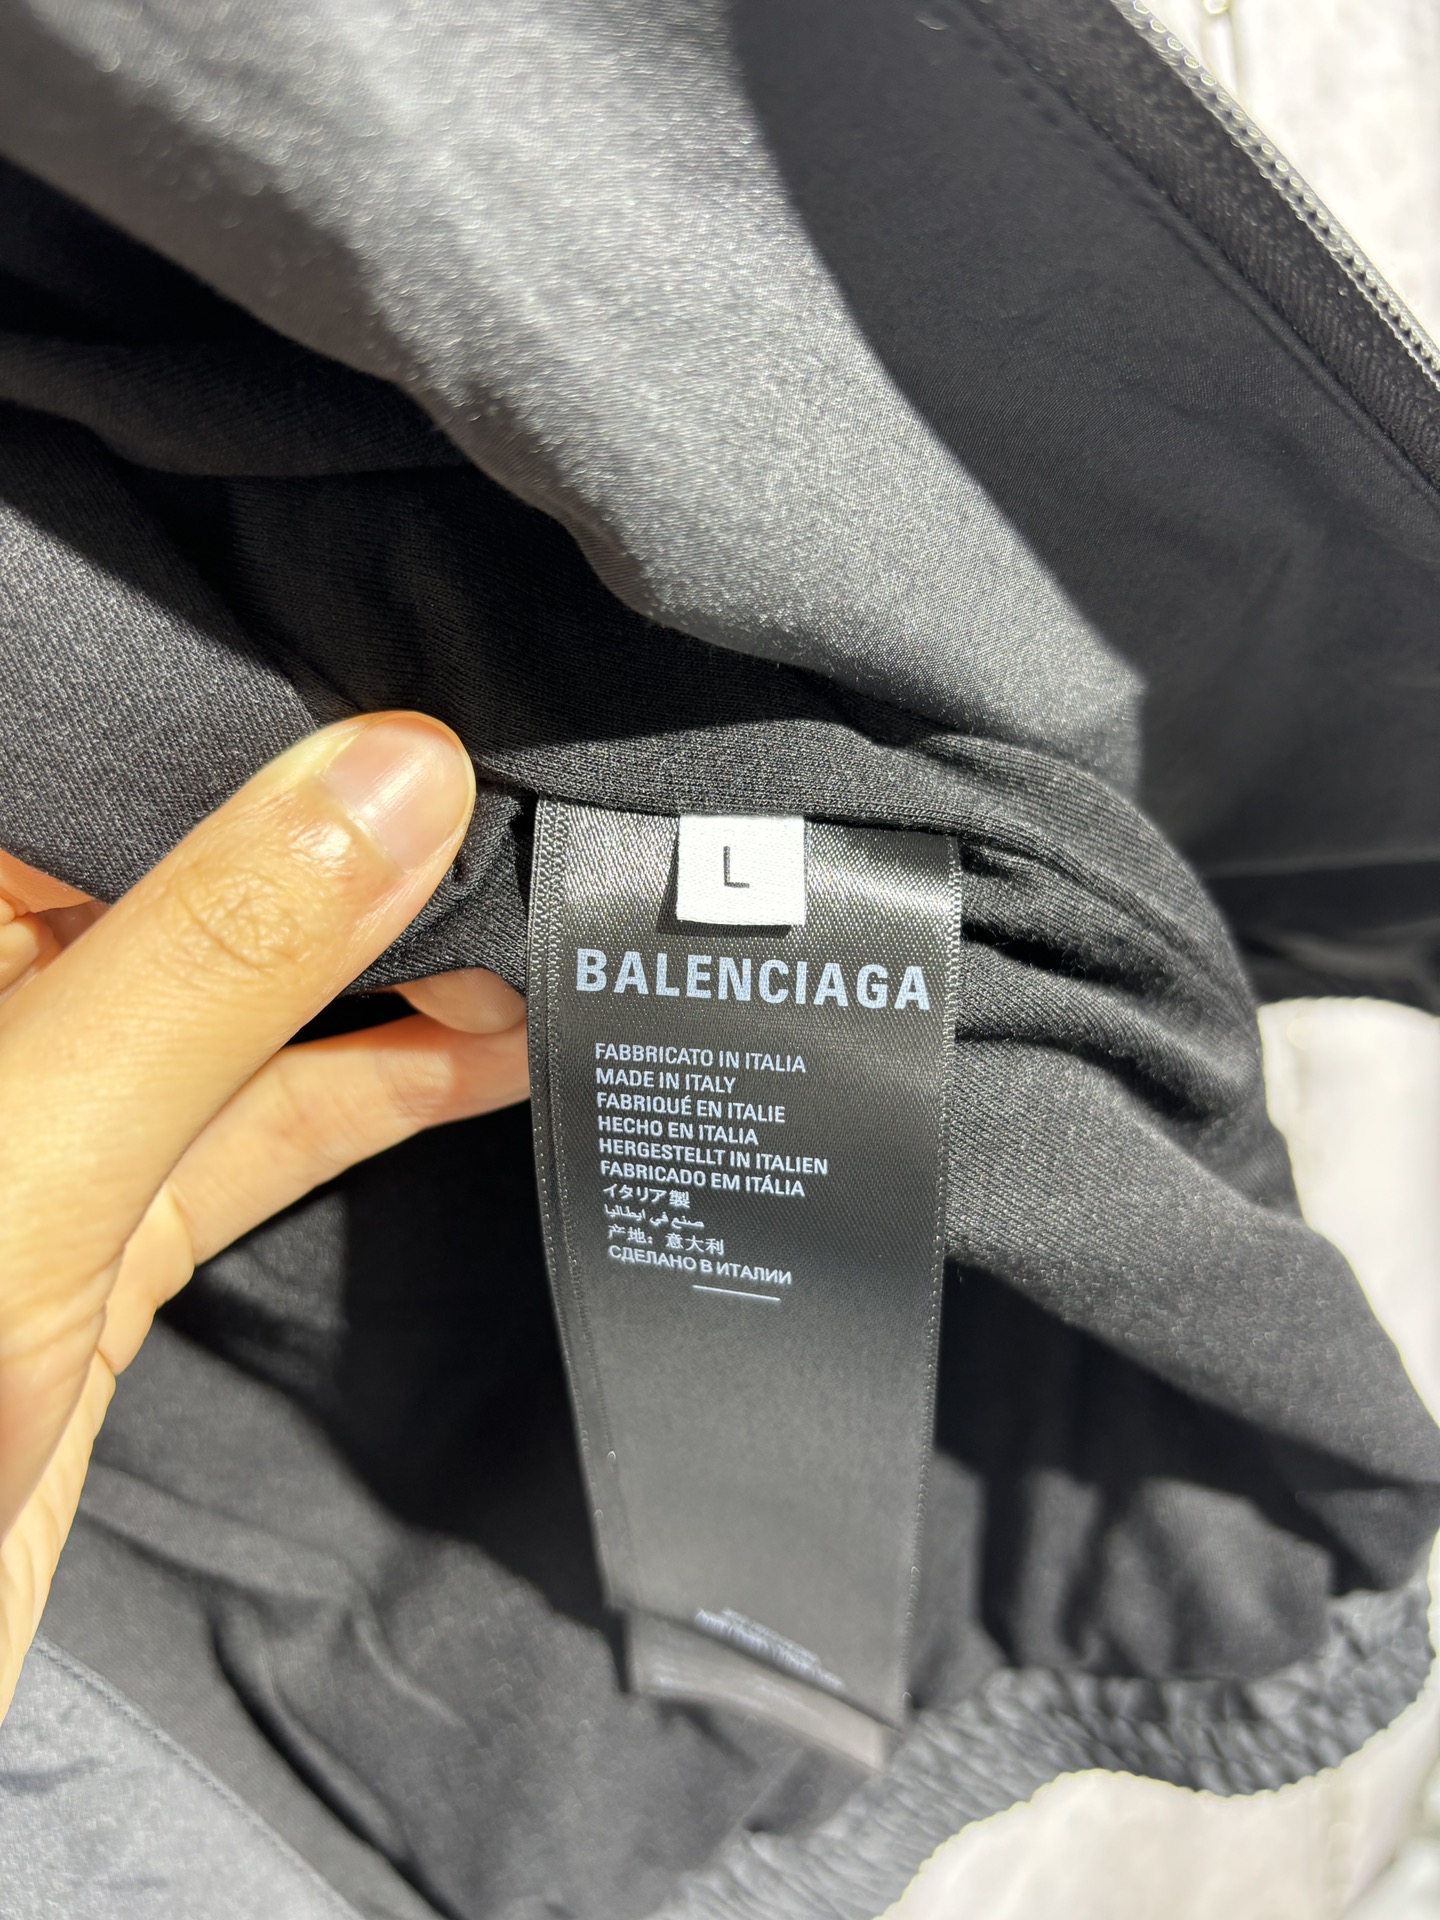 L
BALENCIAGA
FABBRICATO IN ITALIA
MADE IN ITALY
FABRIQUÉ EN ITALIE
HECHO EN ITALIA
HERGESTELLT IN ITALIEN
FABRICADO EM ITÁLIA
イタリア製
صنع في ايطاليا
产地：意大利
СДЕЛАНО В ИТАЛИИ